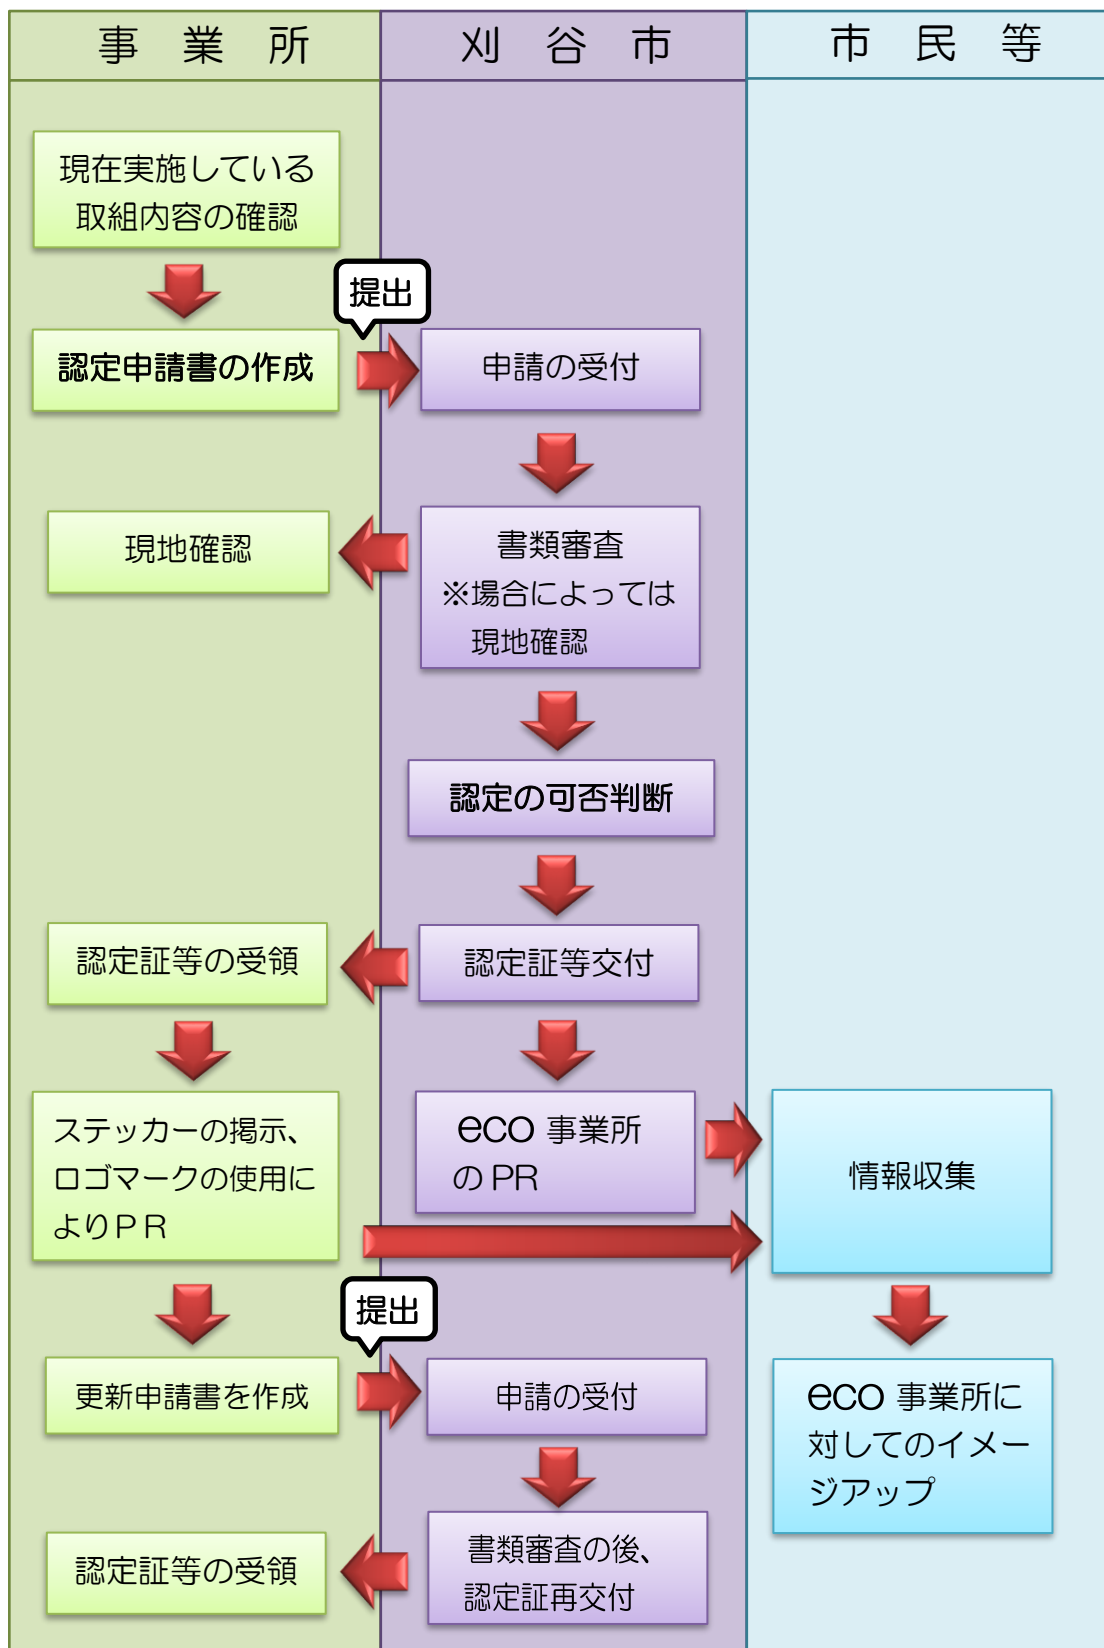 事業所
刈谷市
市民等
現在実施している
取組内容の確認
提出
認定申請書の作成
申請の受付
現地確認
書類審査
※場合によっては
現地確認
認定の可否判断
認定証等の受領
認定証等交付
ステッカーの掲示、
ロゴマークの使用に
よりＰＲ
eco 事業所
の PR
情報収集
提出
更新申請書を作成
申請の受付
eco 事業所に
対してのイメー
ジアップ
認定証等の受領
書類審査の後、
認定証再交付